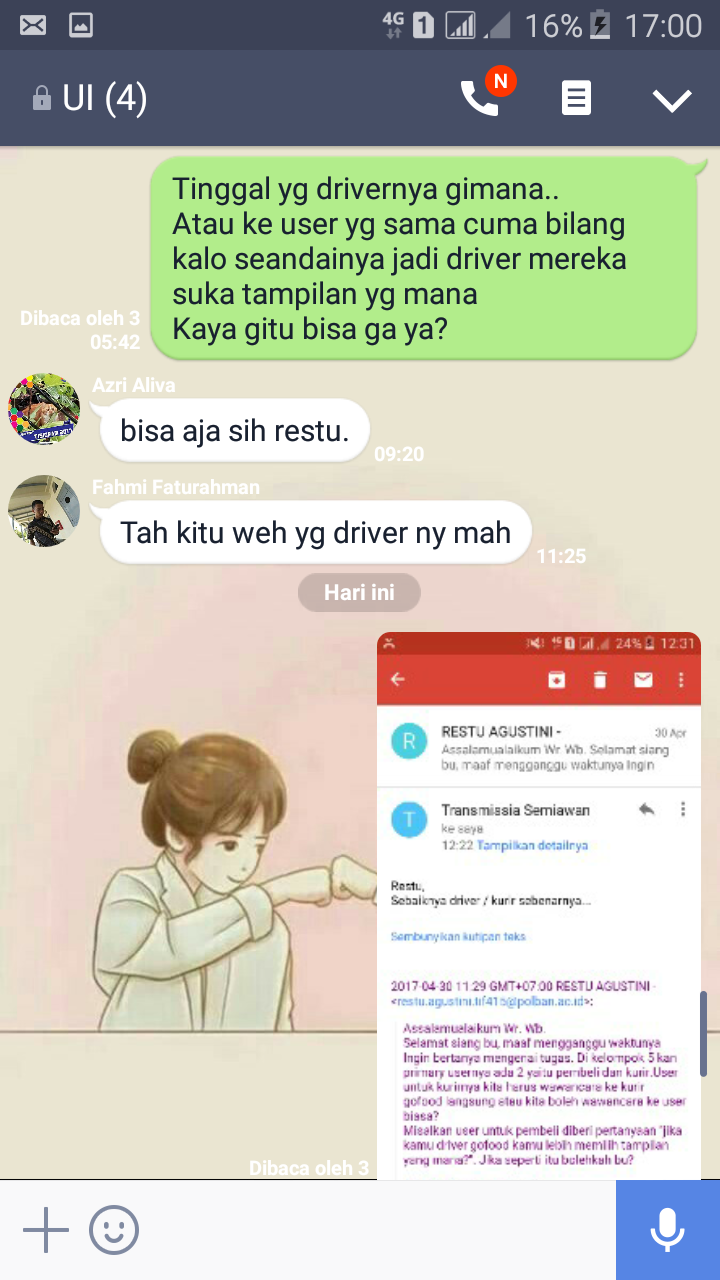 4G 1 16% 17:00
UI (4)
N
Tinggal yg drivernya gimana..
Atau ke user yg sama cuma bilang
kalo seandainya jadi driver mereka
suka tampilan yg mana
Kaya gitu bisa ga ya?
Dibaca oleh 3
05:42
Azri Aliva
bisa aja sih restu.
09:20
Fahmi Faturahman
Tah kitu weh yg driver ny mah
11:25
Hari ini
4G 1 24% 12:31
R
RESTU AGUSTINI -
30 Apr
Assalamualaikum Wr. Wb. Selamat siang
bu, maaf mengganggu waktunya Ingin
T
Transmissia Semiawan
ke saya
12:22 Tampilkan detailnya
Restu,
Sebaiknya driver / kurir sebenarnya...
Sembunyikan kutipan teks
2017-04-30 11:29 GMT+07:00 RESTU AGUSTINI -
<restu.agustini.tif415@polban.ac.id>:
Assalamualaikum Wr. Wb.
Selamat siang bu, maaf mengganggu waktunya
Ingin bertanya mengenai tugas. Di kelompok 5 kan
primary usernya ada 2 yaitu pembeli dan kurir.User
untuk kurirnya kita harus wawancara ke kurir
gofood langsung atau kita boleh wawancara ke user
biasa?
Misalkan user untuk pembeli diberi pertanyaan "jika
kamu driver gofood kamu lebih memilih tampilan
yang mana?". Jika seperti itu bolehkah bu?
Dibaca oleh 3